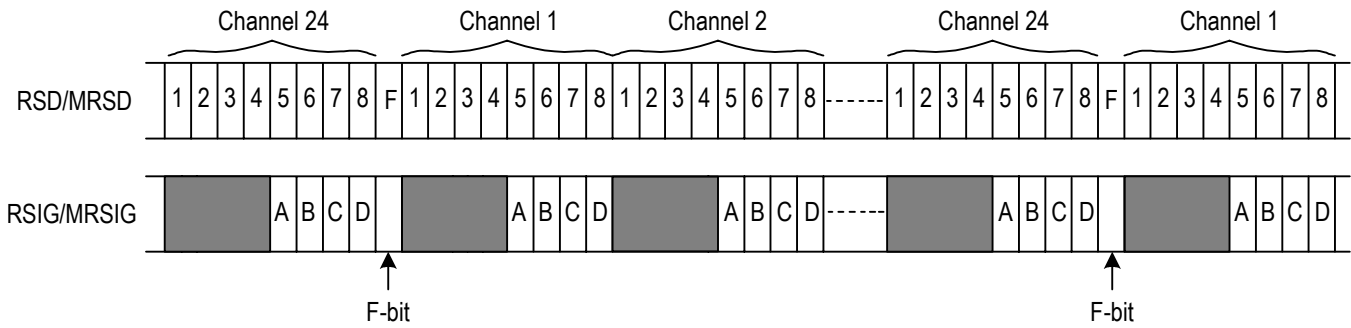 Channel 24 Channel 1 Channel 2 Channel 24 Channel 1
RSD/MRSD 1 2 3 4 5 6 7 8 F 1 2 3 4 5 6 7 8 1 2 3 4 5 6 7 8 1 2 3 4 5 6 7 8 F 1 2 3 4 5 6 7 8
RSIG/MRSIG A B C D A B C D A B C D A B C D A B C D
F-bit F-bit